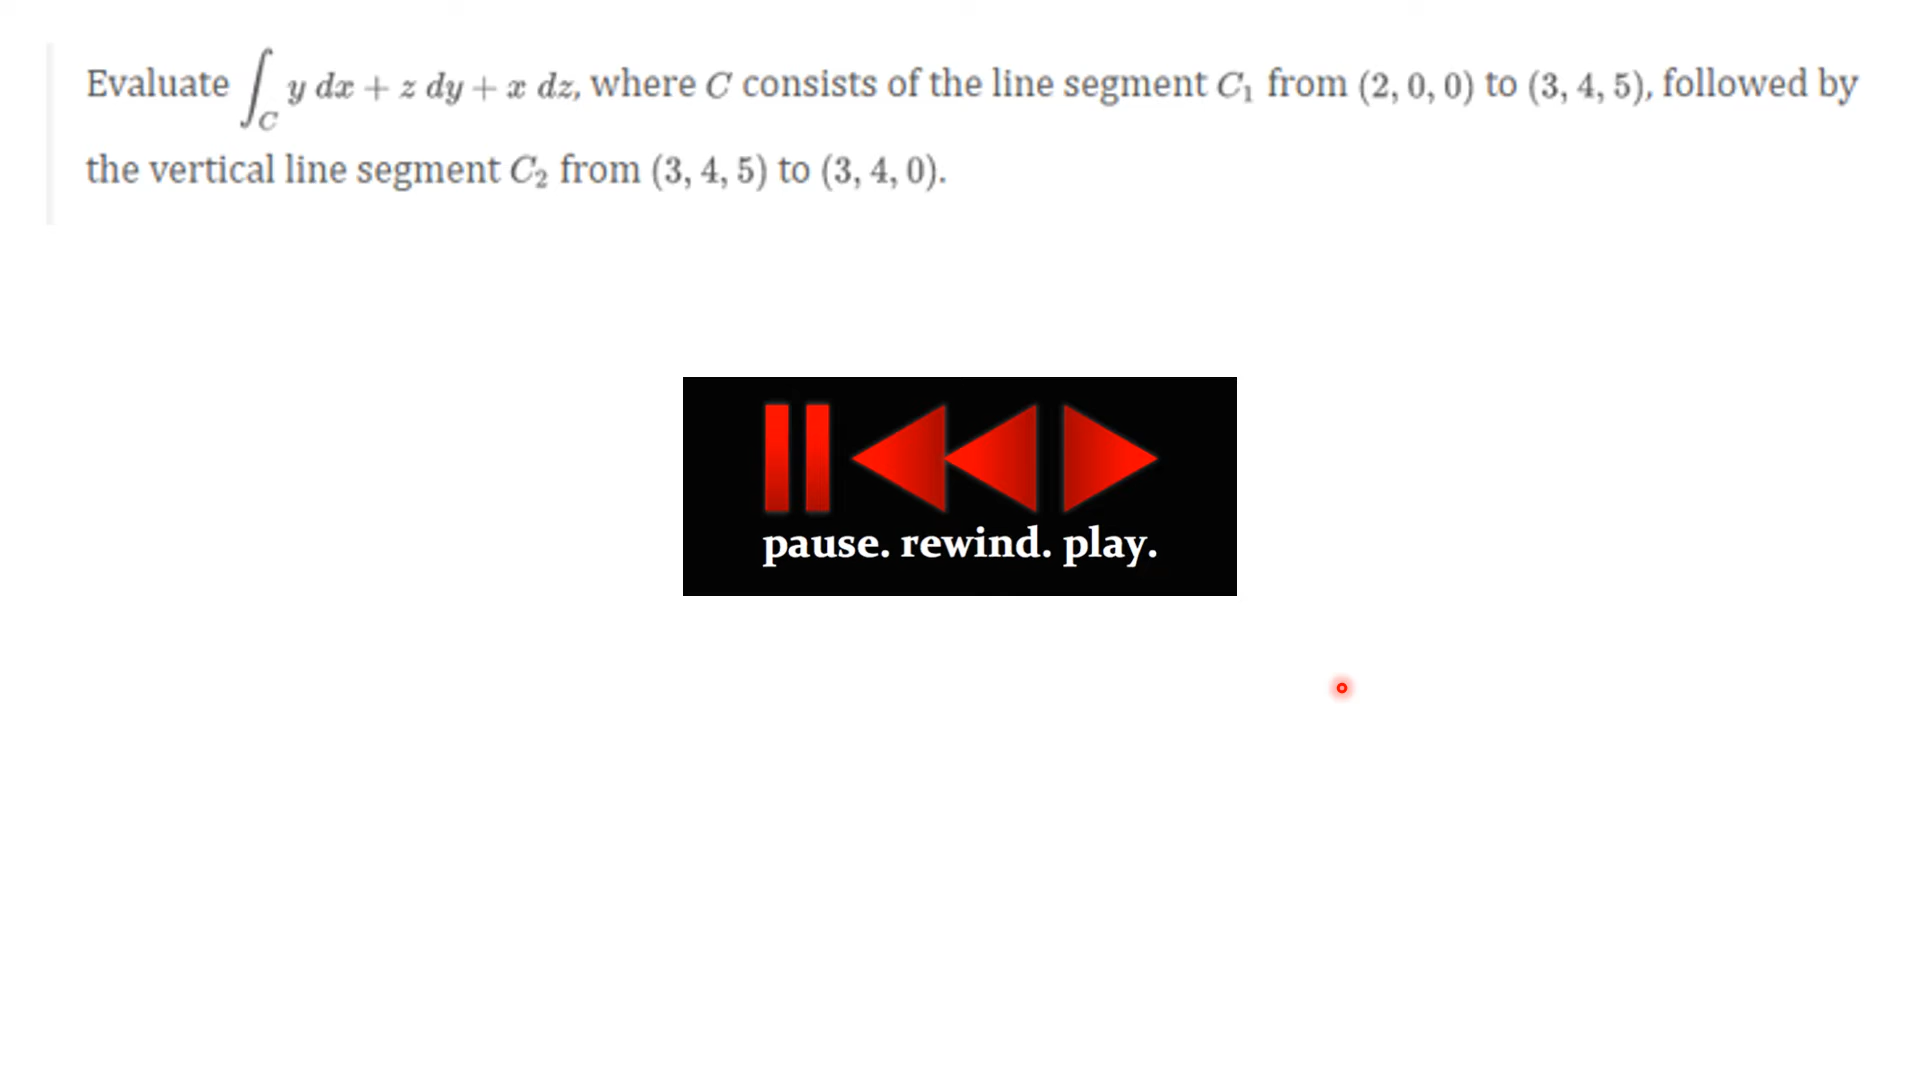 Evaluate ∫_C y dx + z dy + x dz, where C consists of the line segment C₁ from (2, 0, 0) to (3, 4, 5), followed by
the vertical line segment C₂ from (3, 4, 5) to (3, 4, 0).
pause. rewind. play.